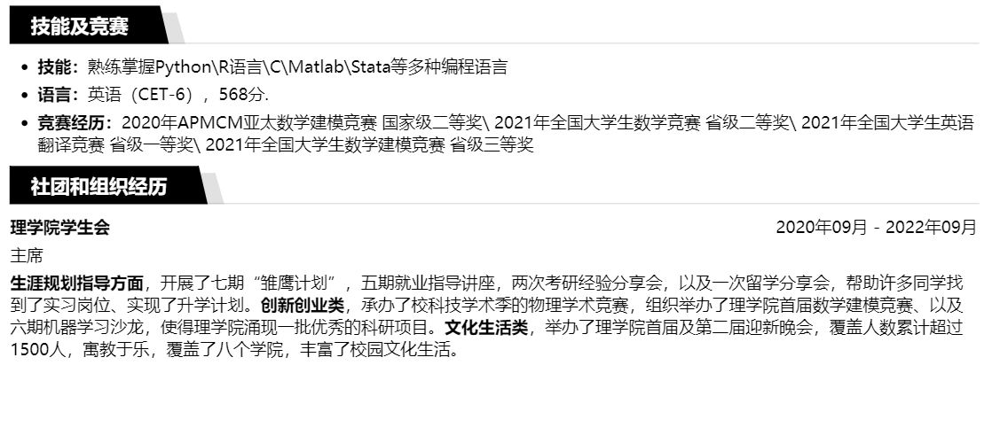 技能及竞赛
技能：熟练掌握Python\R语言\C\Matlab\Stata等多种编程语言
语言：英语（CET-6），568分.
竞赛经历：2020年APMCM亚太数学建模竞赛 国家级二等奖\ 2021年全国大学生数学竞赛 省级二等奖\ 2021年全国大学生英语
翻译竞赛 省级一等奖\ 2021年全国大学生数学建模竞赛 省级三等奖
社团和组织经历
理学院学生会 2020年09月 - 2022年09月
主席
生涯规划指导方面，开展了七期“雏鹰计划”，五期就业指导讲座，两次考研经验分享会，以及一次留学分享会，帮助许多同学找
到了实习岗位、实现了升学计划。创新创业类，承办了校科技学术季的物理学术竞赛，组织举办了理学院首届数学建模竞赛、以及
六期机器学习沙龙，使得理学院涌现一批优秀的科研项目。文化生活类，举办了理学院首届及第二届迎新晚会，覆盖人数累计超过
1500人，寓教于乐，覆盖了八个学院，丰富了校园文化生活。